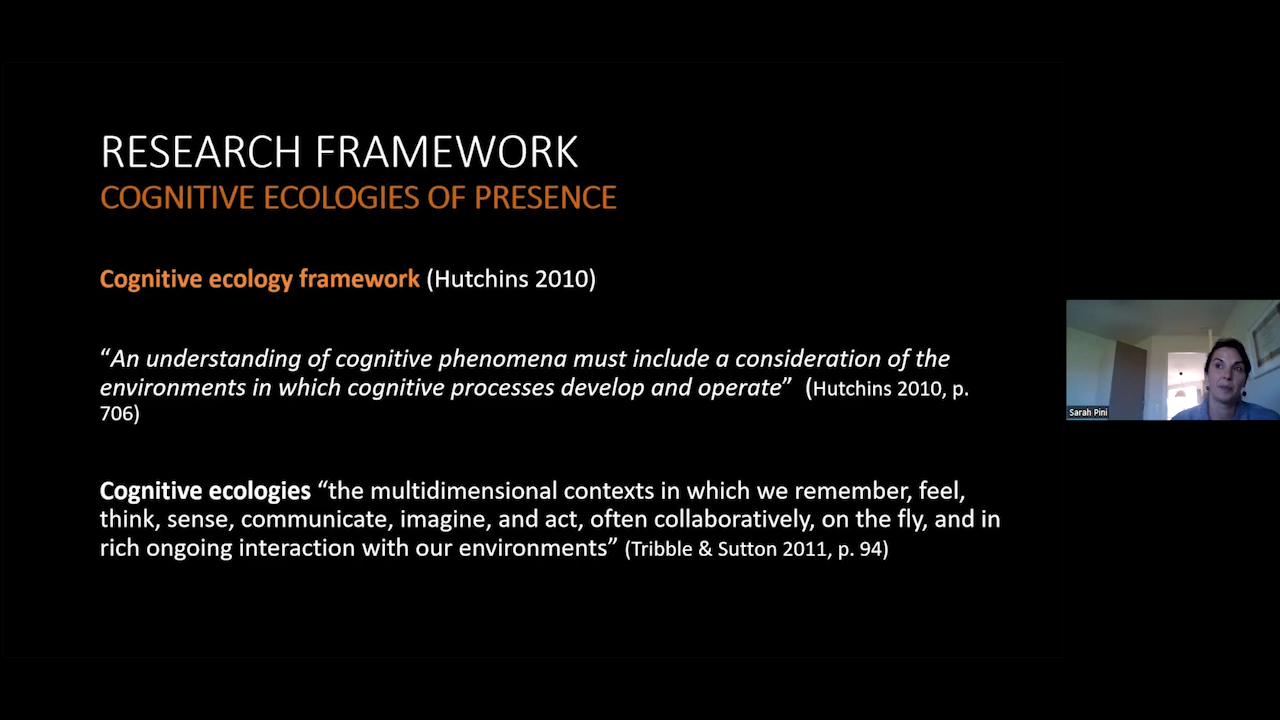 RESEARCH FRAMEWORK
COGNITIVE ECOLOGIES OF PRESENCE
Cognitive ecology framework (Hutchins 2010)
“An understanding of cognitive phenomena must include a consideration of the
environments in which cognitive processes develop and operate” (Hutchins 2010, p.
706)
Cognitive ecologies “the multidimensional contexts in which we remember, feel,
think, sense, communicate, imagine, and act, often collaboratively, on the fly, and in
rich ongoing interaction with our environments” (Tribble & Sutton 2011, p. 94)
Sarah Pini